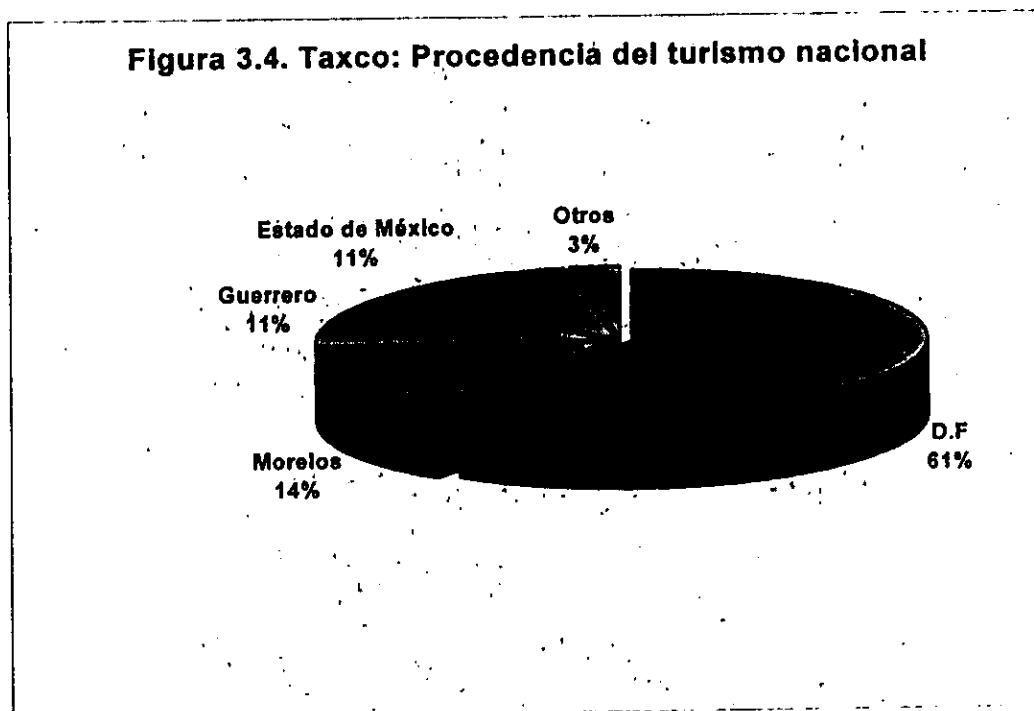 Figura 3.4. Taxco: Procedencia del turismo nacional
Otros
3%
Estado de México
11%
Guerrero
11%
D.F
61%
Morelos
14%